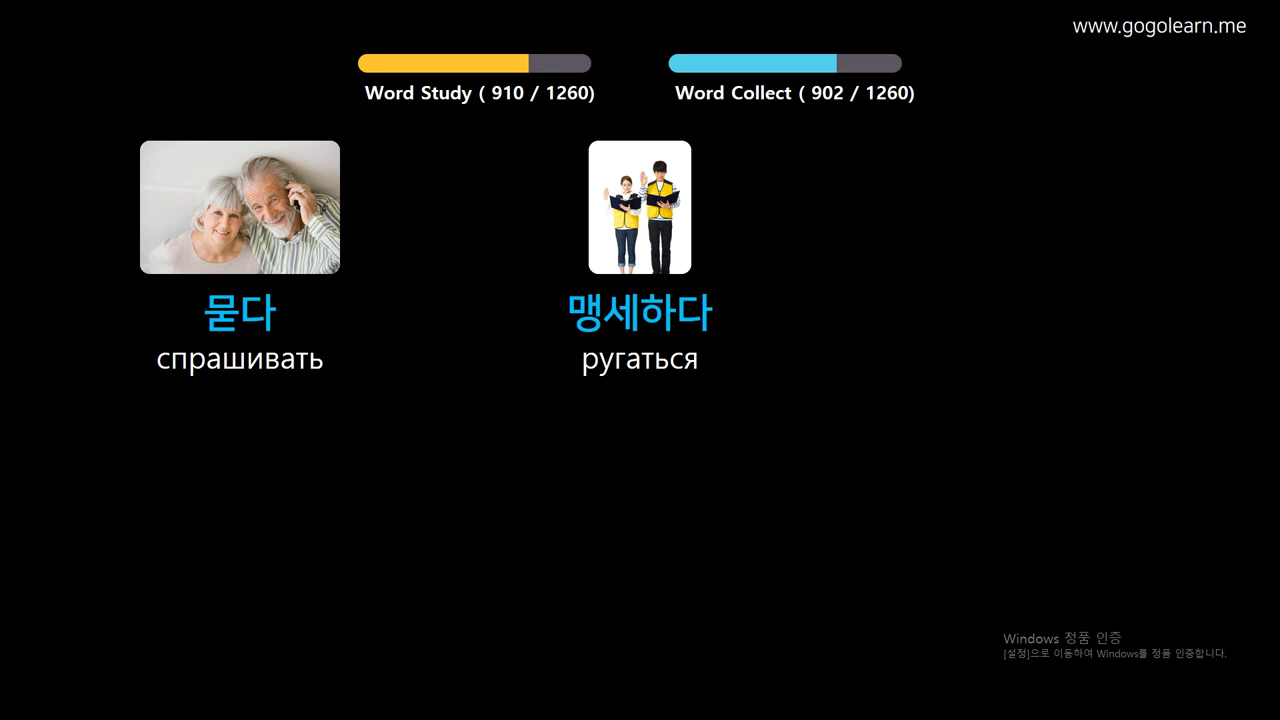 www.gogolearn.me
Word Study ( 910 / 1260)
Word Collect ( 902 / 1260)
묻다
спрашивать
맹세하다
ругаться
Windows 정품 인증
[설정]으로 이동하여 Windows를 정품 인증합니다.